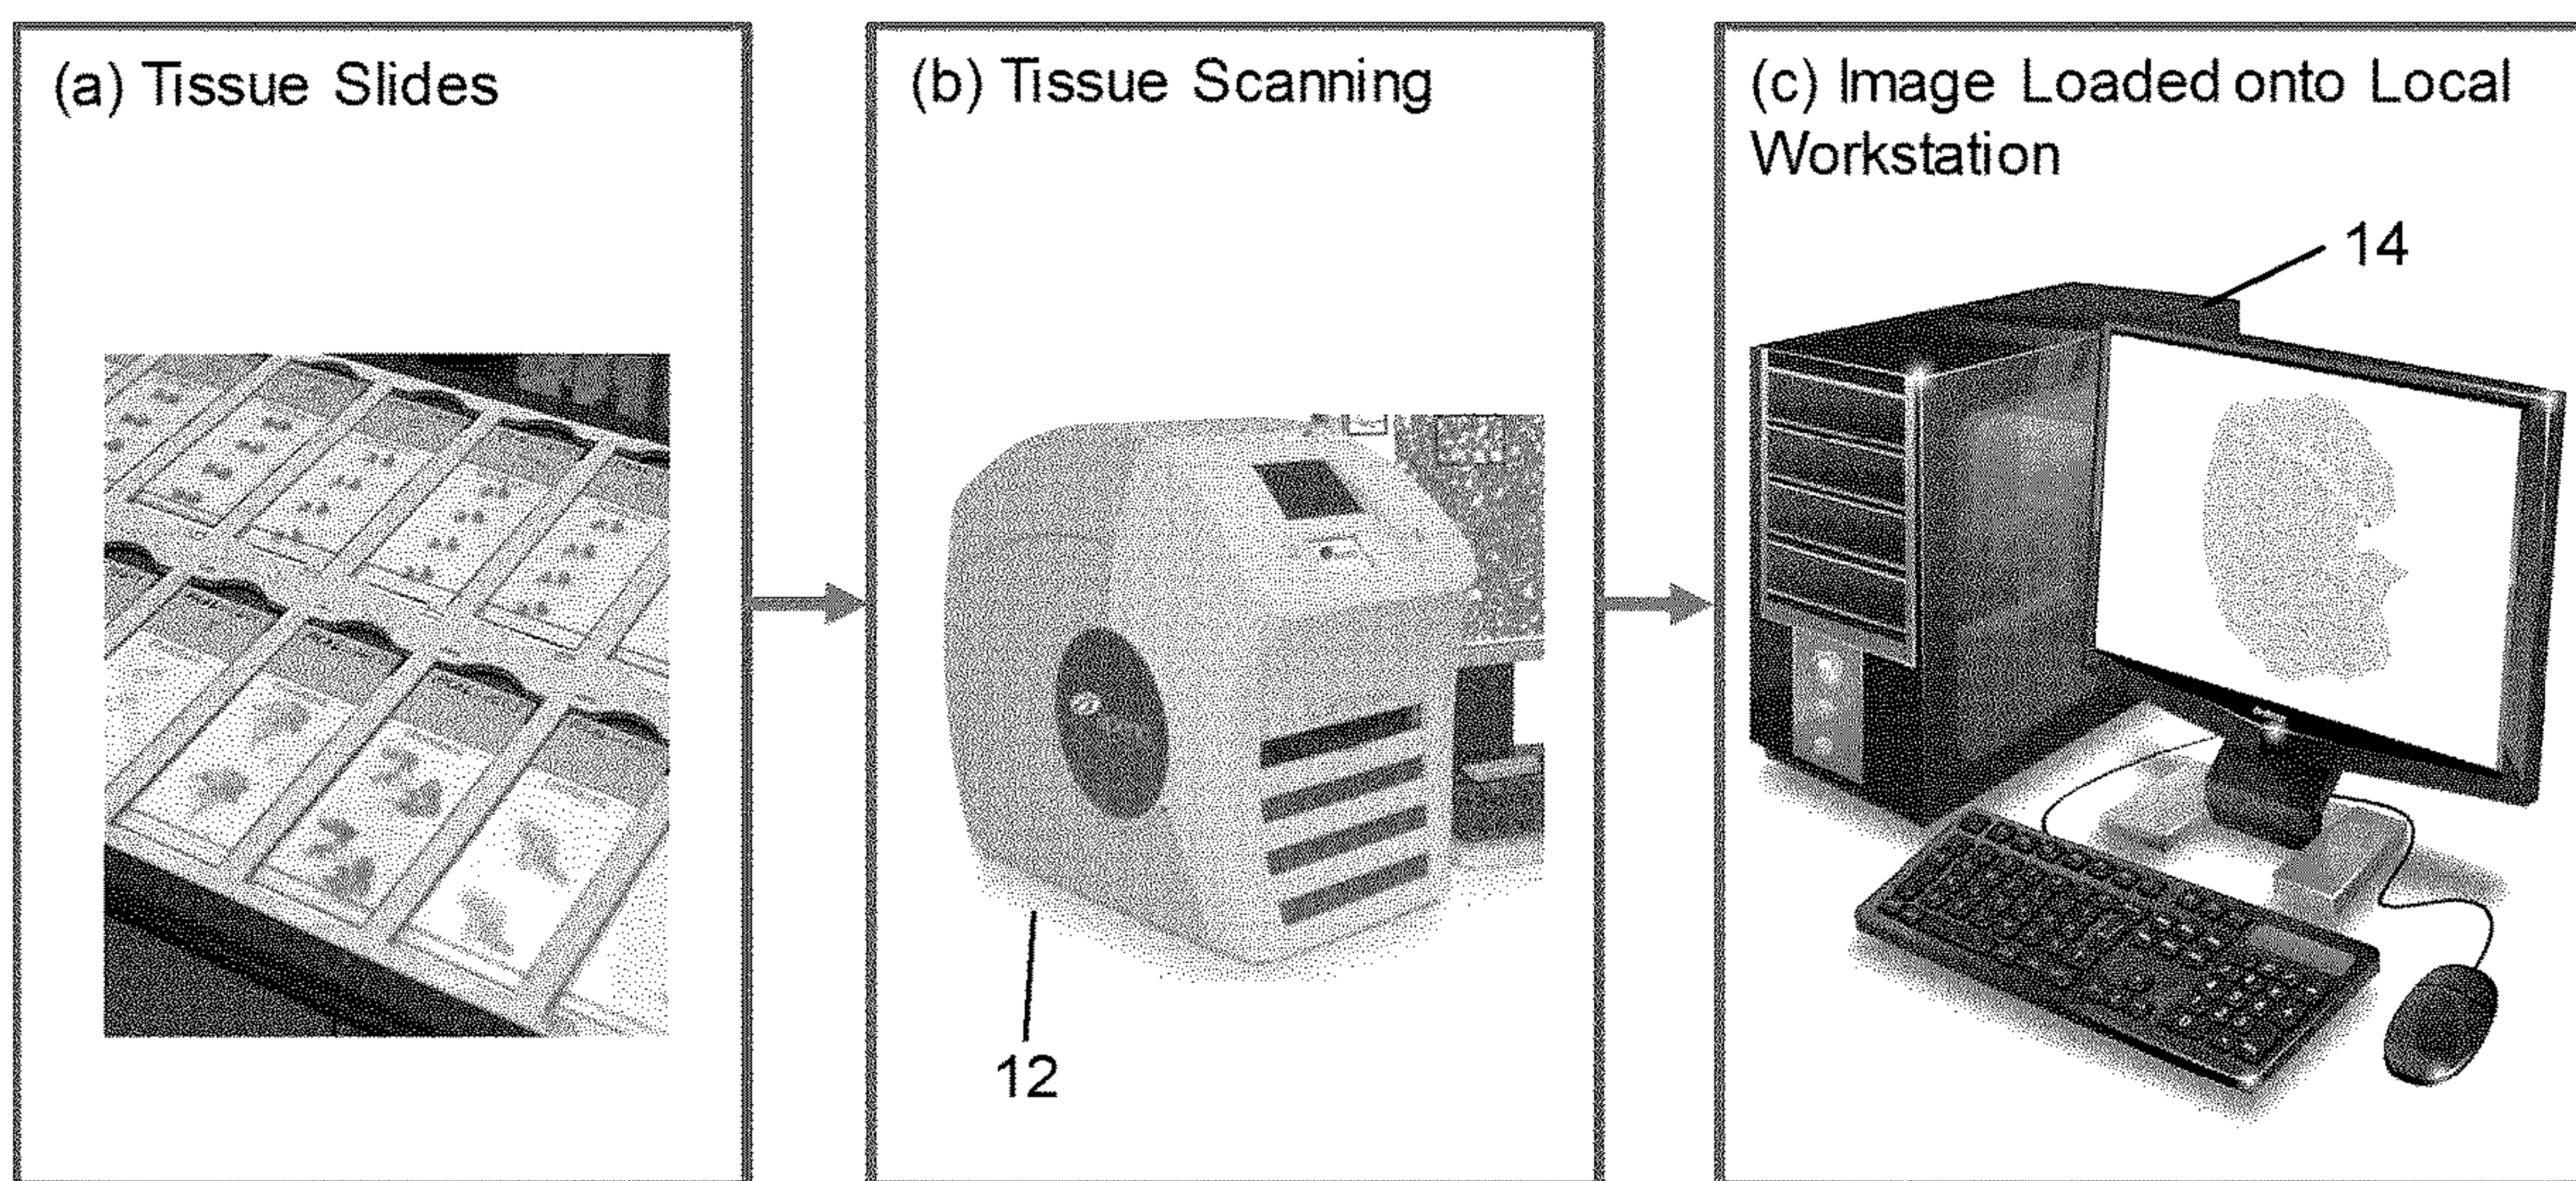 (a) Tissue Slides
(b) Tissue Scanning
(c) Image Loaded onto Local
Workstation
14
12